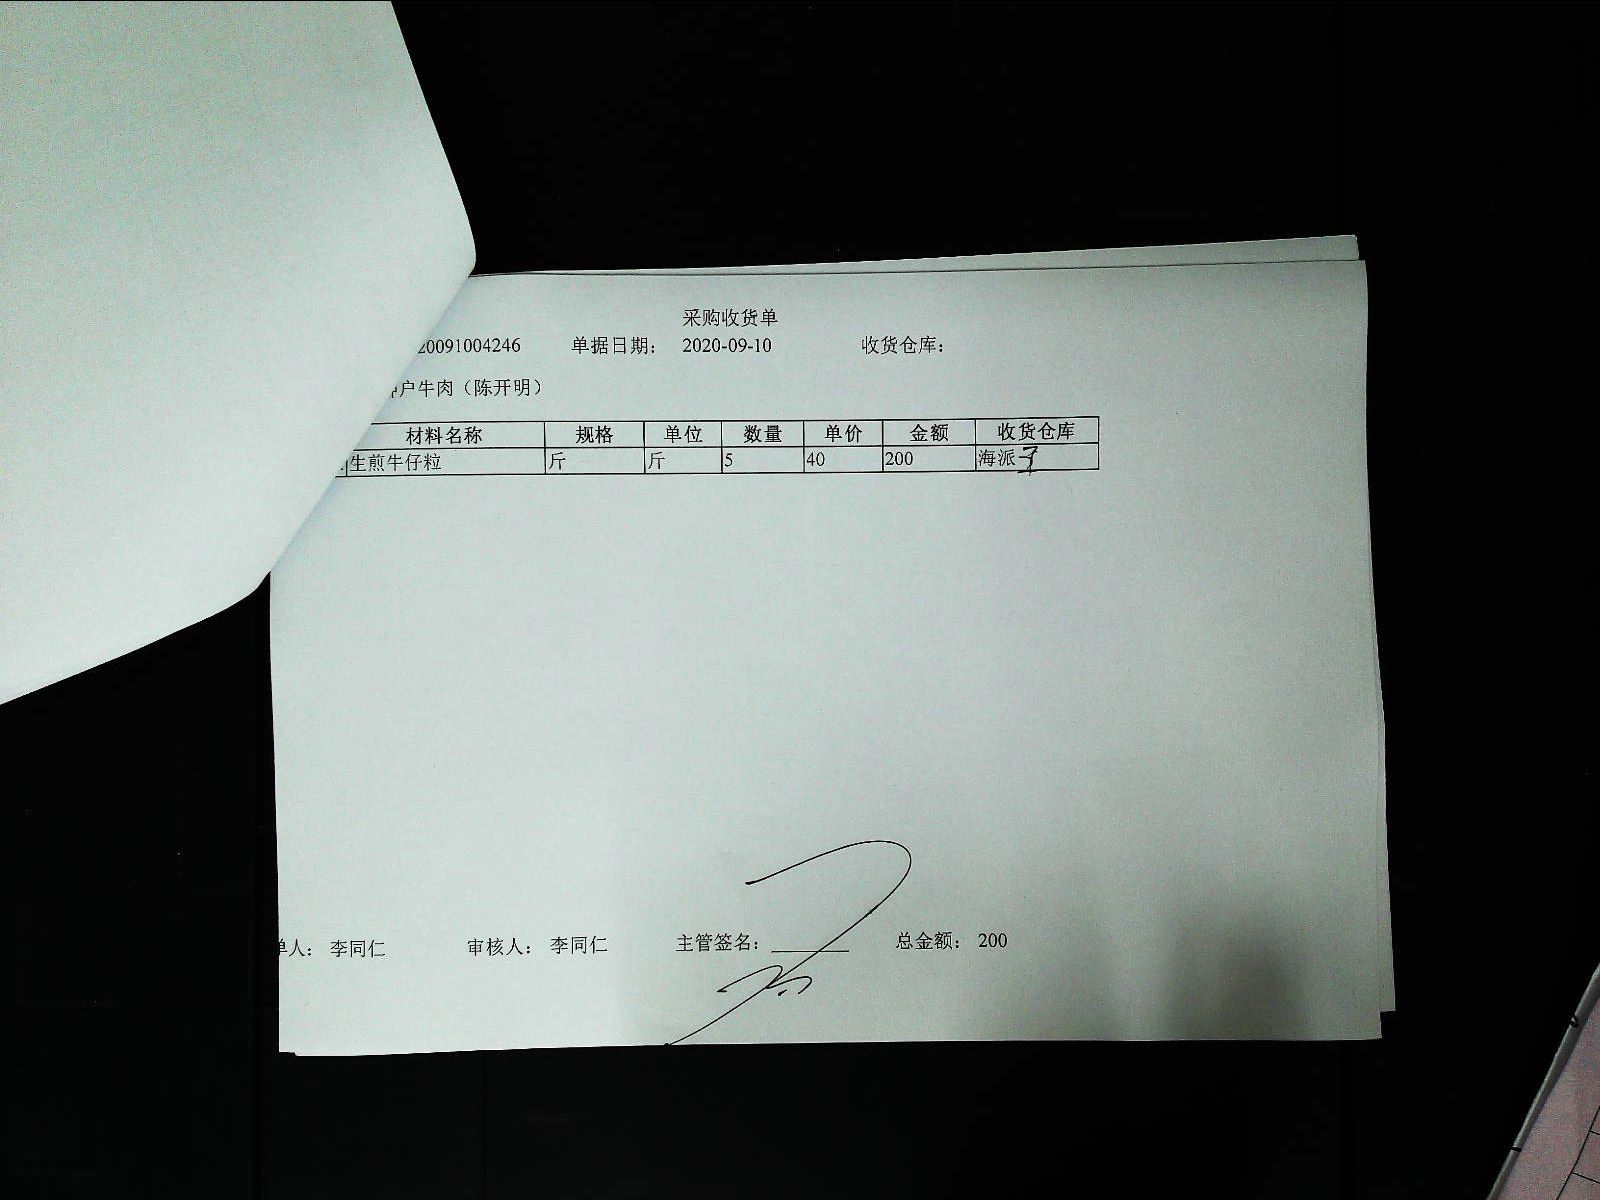 采购收货单
20091004246 单据日期： 2020-09-10 收货仓库：
户牛肉（陈开明）
材料名称 规格 单位 数量 单价 金额 收货仓库
生煎牛仔粒 斤 斤 5 40 200 海派
单人： 李同仁 审核人： 李同仁 主管签名： 总金额： 200